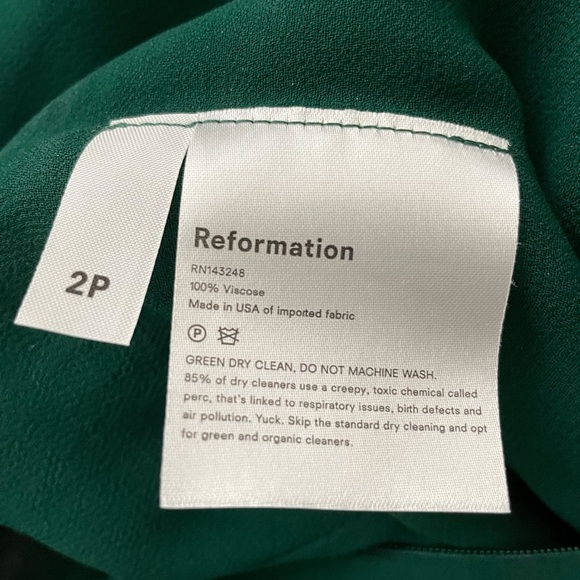 2P
Reformation
RN143248
100% Viscose
Made in USA of imported fabric
P
GREEN DRY CLEAN, DO NOT MACHINE WASH.
85% of dry cleaners use a creepy, toxic chemical called
perc, that's linked to respiratory issues, birth defects and
air pollution. Yuck. Skip the standard dry cleaning and opt
for green and organic cleaners.